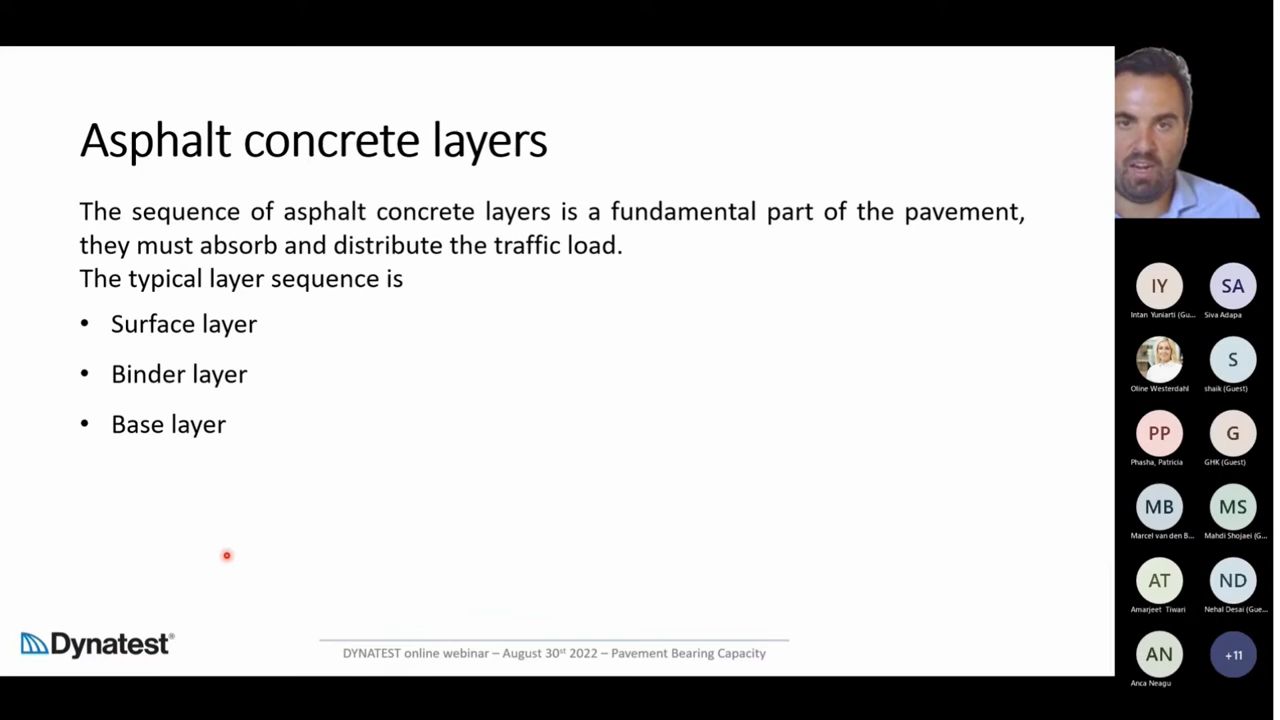 Asphalt concrete layers
The sequence of asphalt concrete layers is a fundamental part of the pavement,
they must absorb and distribute the traffic load.
The typical layer sequence is
• Surface layer
• Binder layer
• Base layer
Dynatest®
DYNATEST online webinar – August 30st 2022 – Pavement Bearing Capacity
IY
SA
Intan Yuniarti (Gu...
Siva Adapa
S
Oline Westerdahl
shaik (Guest)
PP
G
Phasha, Patricia
GHK (Guest)
MB
MS
Marcel van den B...
Mahdi Shojaei (G...
AT
ND
Amarjeet Tiwari
Nehal Desai (Gue...
AN
+11
Anca Neagu